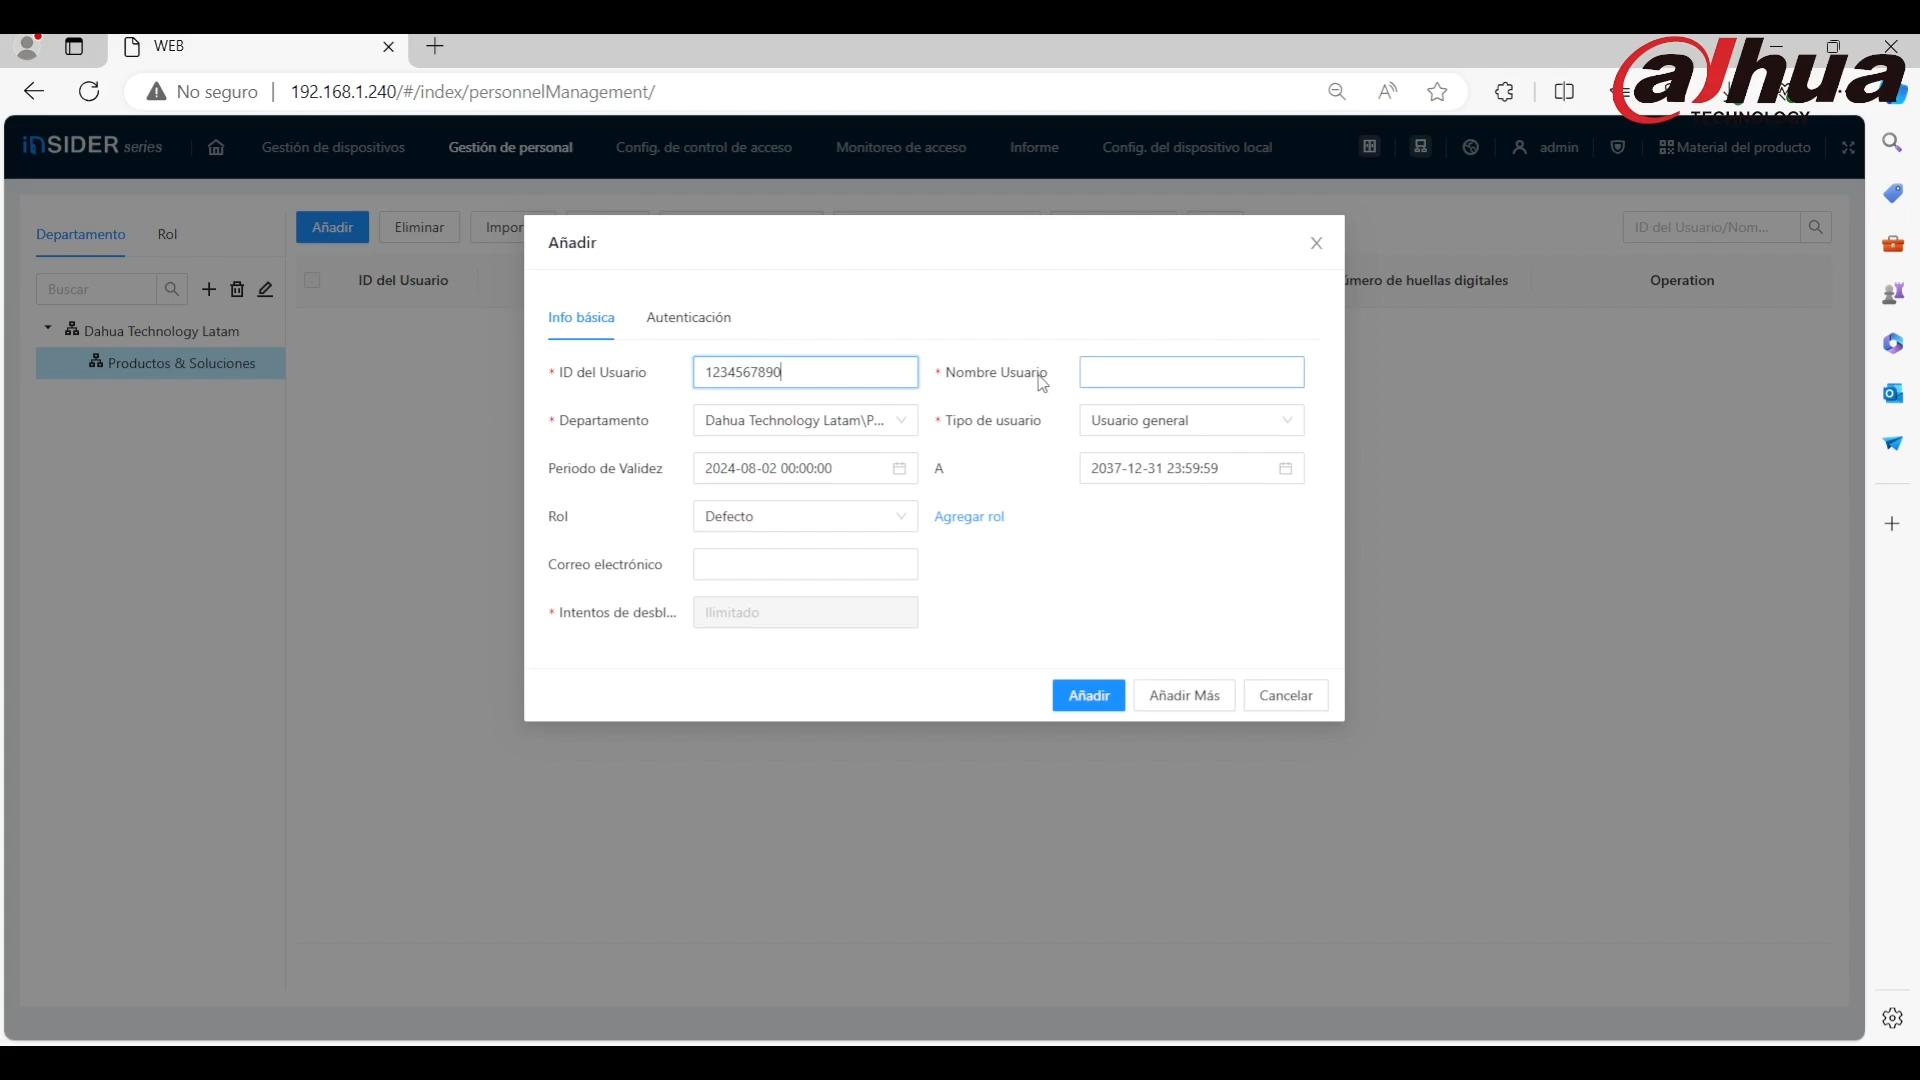 WEB
No seguro
192.168.1.240/#/index/personnelManagement/
alhua
TECHNOLOGY
inSIDER series
Gestión de dispositivos
Gestión de personal
Config. de control de acceso
Monitoreo de acceso
Informe
Config. del dispositivo local
admin
Material del producto
Departamento
Rol
Añadir
Eliminar
Impor
ID del Usuario/Nom...
Buscar
ID del Usuario
úmero de huellas digitales
Operation
Dahua Technology Latam
Productos & Soluciones
Añadir
Info básica
Autenticación
* ID del Usuario
1234567890
* Nombre Usuario
* Departamento
Dahua Technology Latam\P...
* Tipo de usuario
Usuario general
Periodo de Validez
2024-08-02 00:00:00
A
2037-12-31 23:59:59
Rol
Defecto
Agregar rol
Correo electrónico
* Intentos de desbl...
Ilimitado
Añadir
Añadir Más
Cancelar